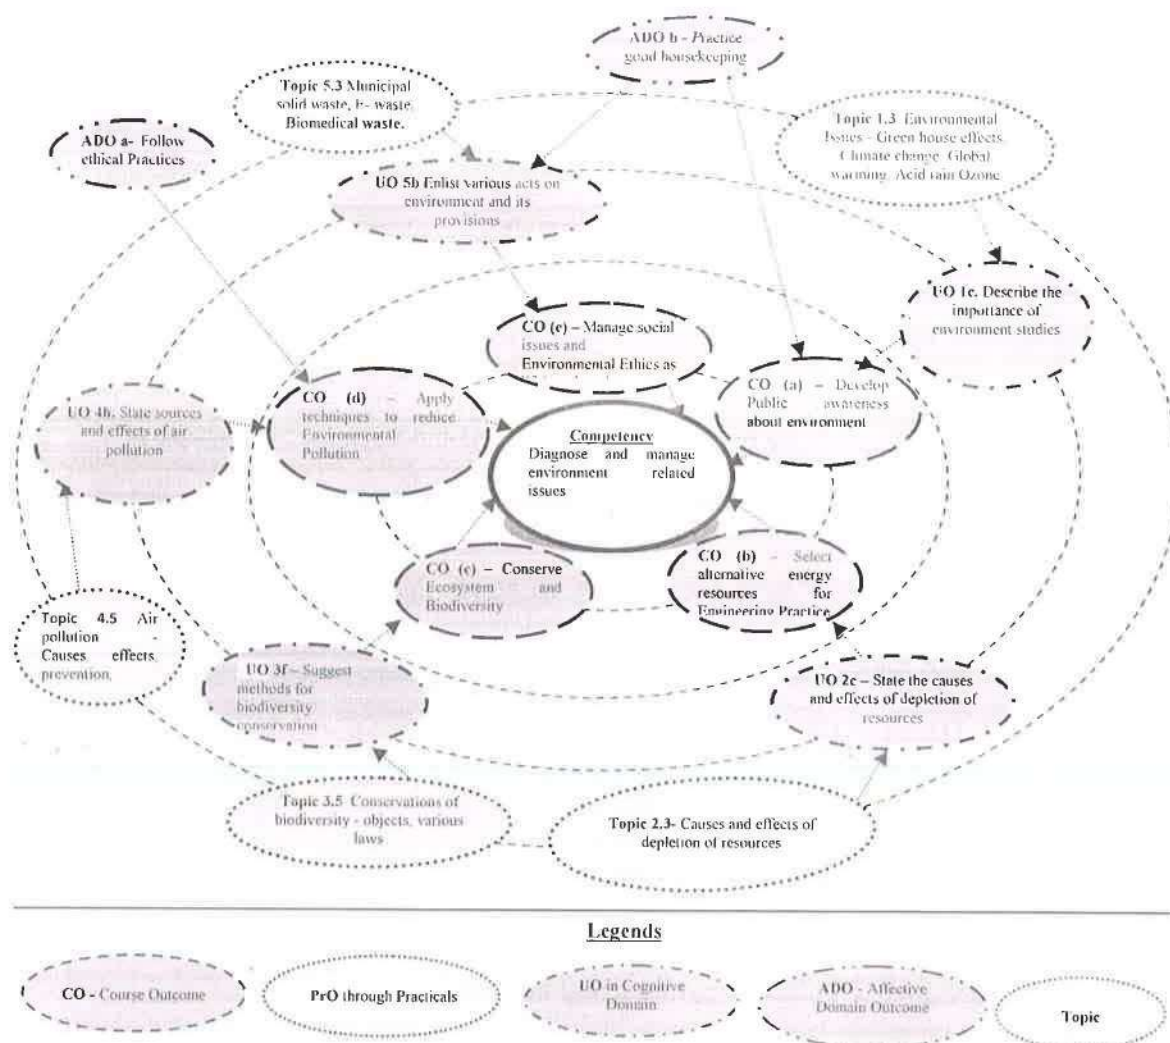 ADO b - Practice
good housekeeping
Topic 5.3 Municipal
solid waste, E- waste,
Biomedical waste.
Topic 1.3 Environmental
Issues - Green house effects
Climate change, Global
warming, Acid rain Ozone
ADO a- Follow
ethical Practices
UO 5b Enlist various acts on
environment and its
provisions
UO 1c. Describe the
importance of
environment studies
CO (e) – Manage social
issues and
Environmental Ethics as
CO (d) – Apply
techniques to reduce
Environmental
Pollution
CO (a) – Develop
Public awareness
about environment
UO 4b. State sources
and effects of air
pollution
Competency
Diagnose and manage
environment related
issues
CO (c) – Conserve
Ecosystem and
Biodiversity
CO (b) – Select
alternative energy
resources for
Engineering Practice
Topic 4.5 Air
pollution -
Causes, effects,
prevention,
UO 3f – Suggest
methods for
biodiversity
conservation
UO 2c – State the causes
and effects of depletion of
resources
Topic 3.5 Conservations of
biodiversity - objects, various
laws
Topic 2.3- Causes and effects of
depletion of resources
Legends
CO - Course Outcome
PrO through Practicals
UO in Cognitive
Domain
ADO - Affective
Domain Outcome
Topic